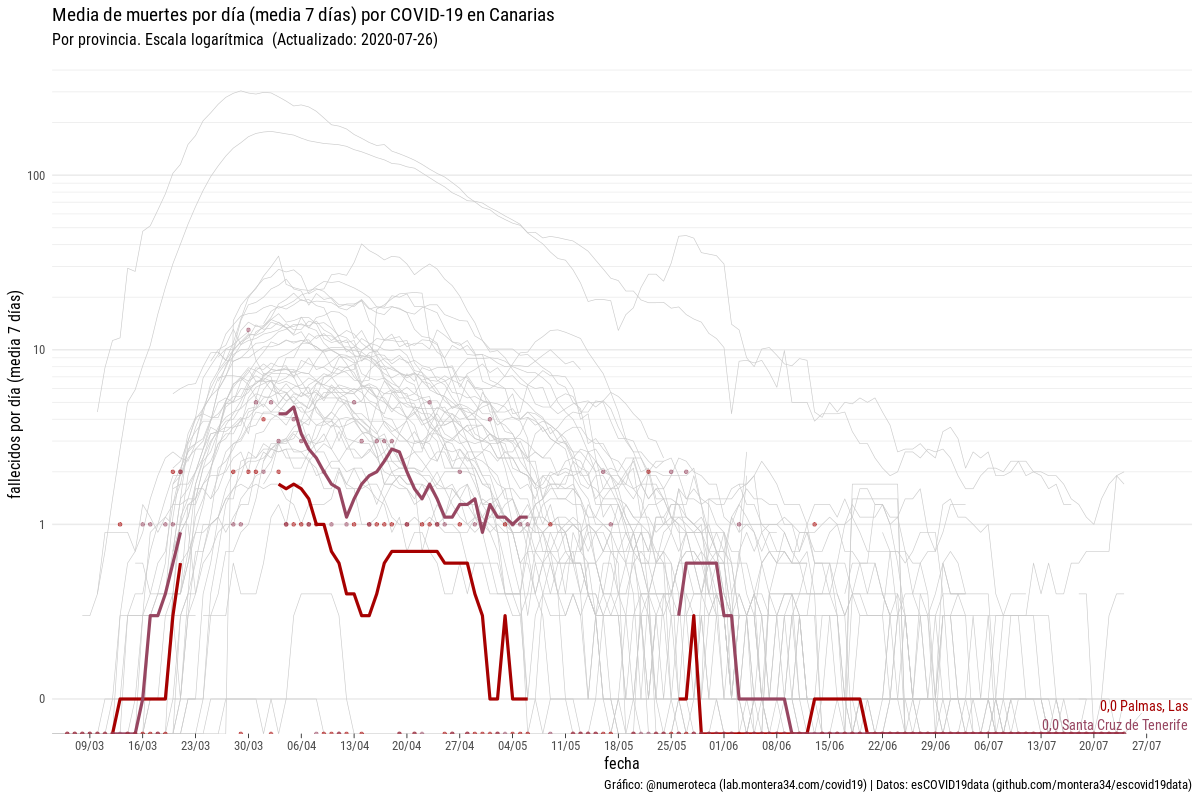 Media de muertes por día (media 7 días) por COVID-19 en Canarias
Por provincia. Escala logarítmica (Actualizado: 2020-07-26)
fallecidos por día (media 7 días)
100
10
1
0
0,0 Palmas, Las
0,0 Santa Cruz de Tenerife
09/03 16/03 23/03 30/03 06/04 13/04 20/04 27/04 04/05 11/05 18/05 25/05 01/06 08/06 15/06 22/06 29/06 06/07 13/07 20/07 27/07
fecha
Gráfico: @numeroteca (lab.montera34.com/covid19) | Datos: esCOVID19data (github.com/montera34/escovid19data)